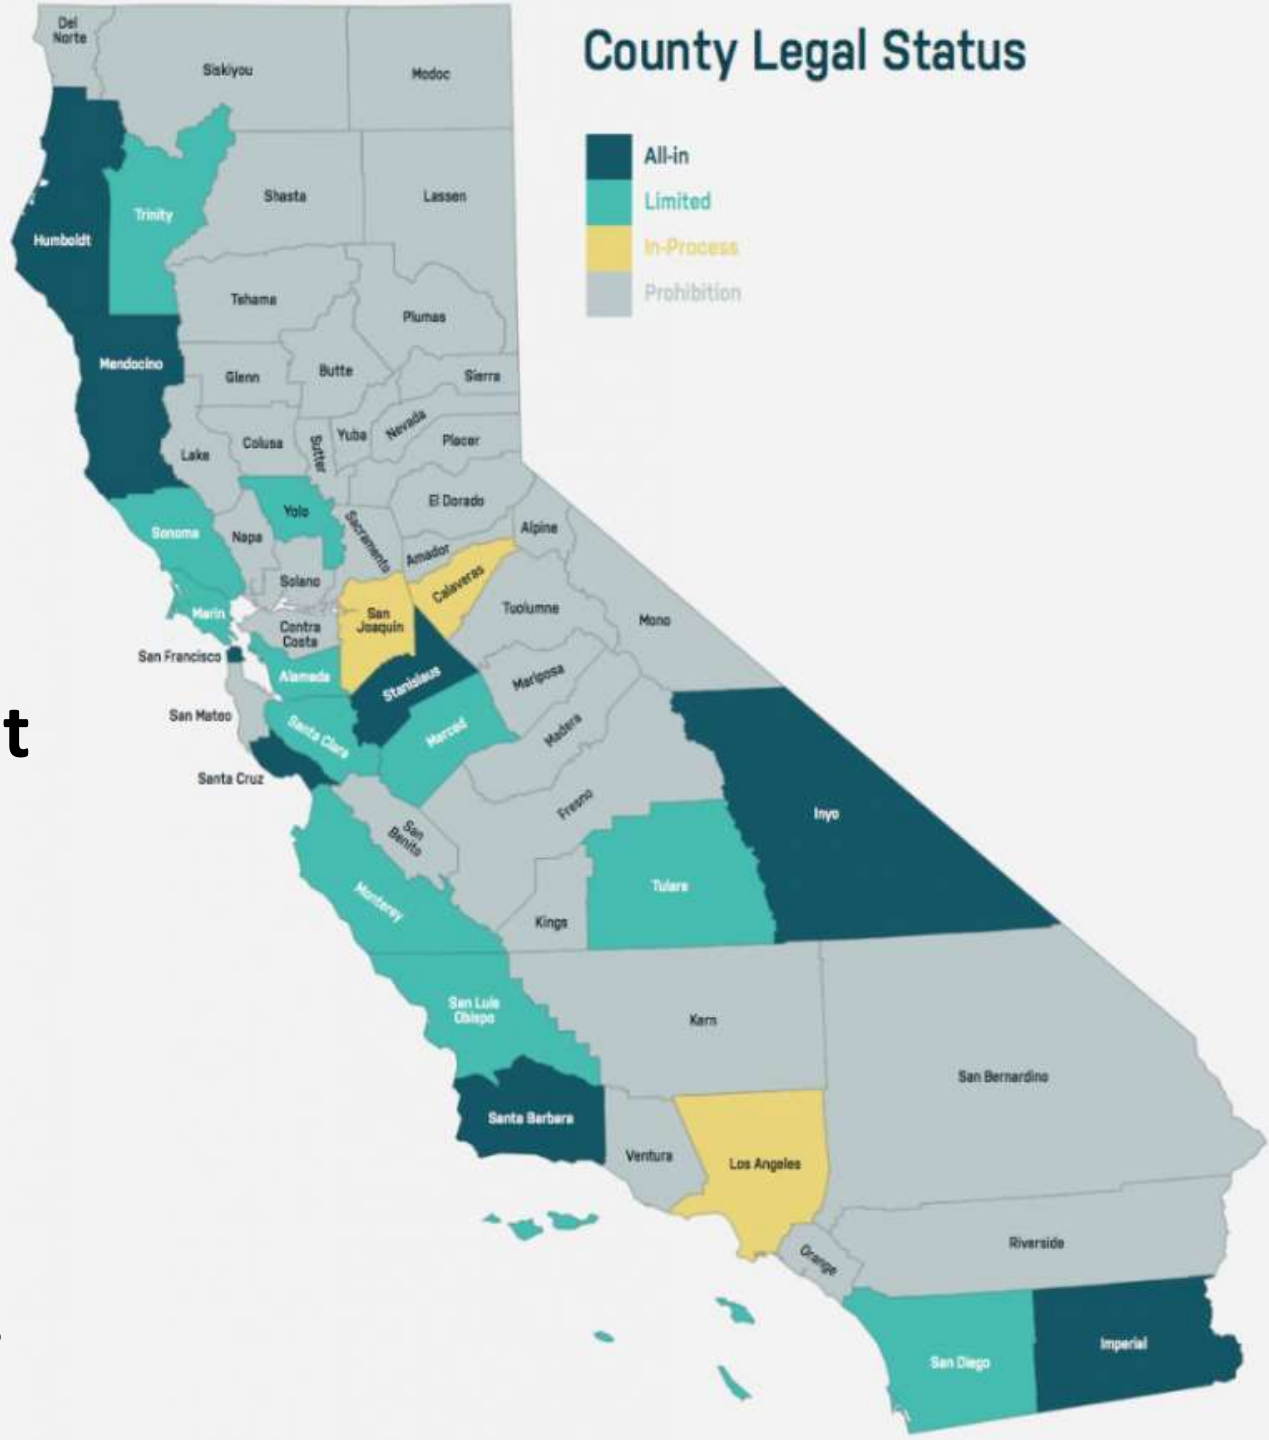 County Legal Status
All-in
Limited
In-Process
Prohibition
Del
Norte
Siskiyou
Modoc
Trinity
Shasta
Lassen
Humboldt
Tehama
Plumas
Mendocino
Glenn
Butte
Sierra
Lake
Colusa
Sutter
Yuba
Nevada
Placer
El Dorado
Yolo
Sonoma
Napa
Sacramento
Alpine
Amador
Solano
Calaveras
Marin
Contra
Costa
San
Joaquin
Tuolumne
Mono
San Francisco
Alameda
Stanislaus
Mariposa
San Mateo
t
Santa Clara
Merced
Madera
Santa Cruz
Fresno
Inyo
San
Benito
Monterey
Tulare
Kings
San Luis
Obispo
Kern
San Bernardino
Santa Barbara
Ventura
Los Angeles
Orange
Riverside
San Diego
Imperial